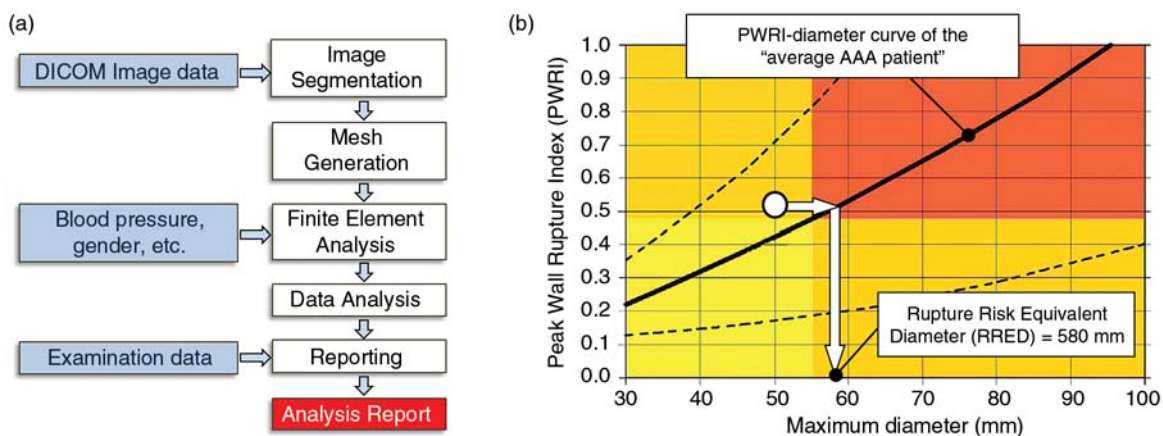 (a)
DICOM Image data
Image
Segmentation
Mesh
Generation
Blood pressure,
gender, etc.
Finite Element
Analysis
Data Analysis
Examination data
Reporting
Analysis Report
(b)
PWRI-diameter curve of the
“average AAA patient”
Peak Wall Rupture Index (PWRI)
1.0
0.9
0.8
0.7
0.6
0.5
0.4
0.3
0.2
0.1
0.0
Rupture Risk Equivalent
Diameter (RRED) = 580 mm
30
40
50
60
70
80
90
100
Maximum diameter (mm)